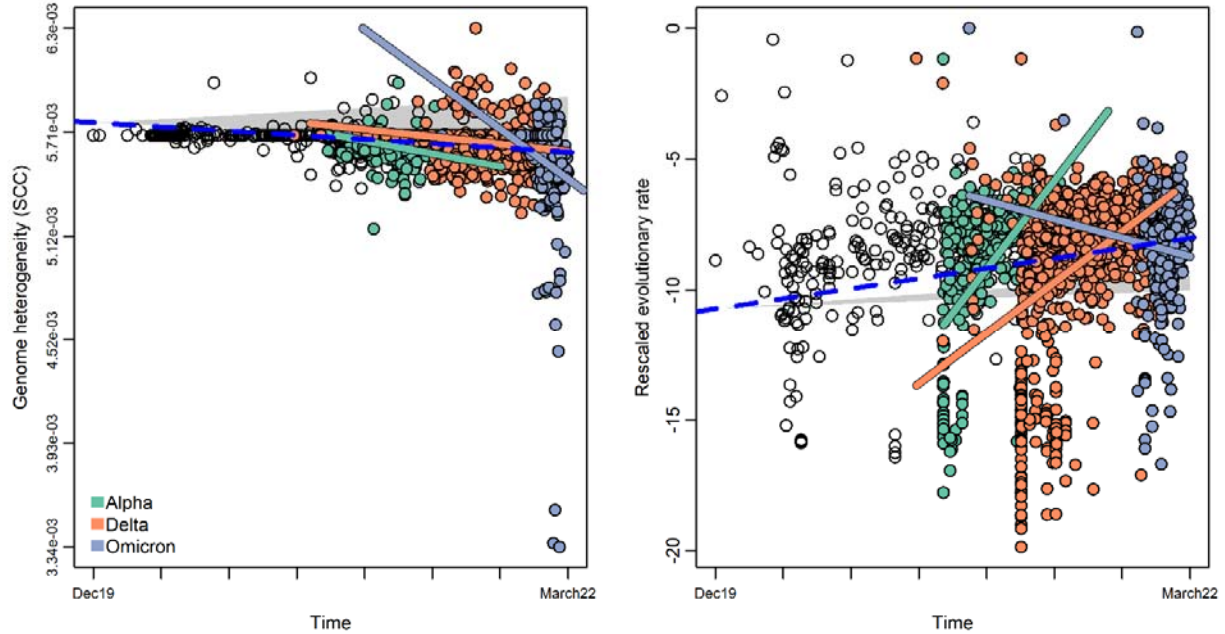 Genome heterogeneity (SCC)
6.3e-03
5.71e-03
5.12e-03
4.52e-03
3.93e-03
3.34e-03
Alpha
Delta
Omicron
Dec19
March22
Time
Rescaled evolutionary rate
0
-5
-10
-15
-20
Dec19
March22
Time